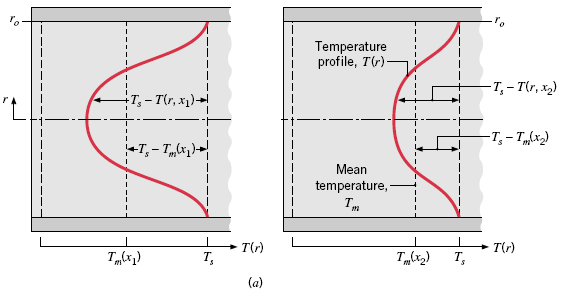 r_o
r
T_s – T(r, x_1)
T_s – T_m(x_1)
T_m(x_1)
T_s
T(r)
Temperature
profile, T(r)
Mean
temperature,
T_m
r_o
T_s – T(r, x_2)
T_s – T_m(x_2)
T_m(x_2)
T_s
T(r)
(a)